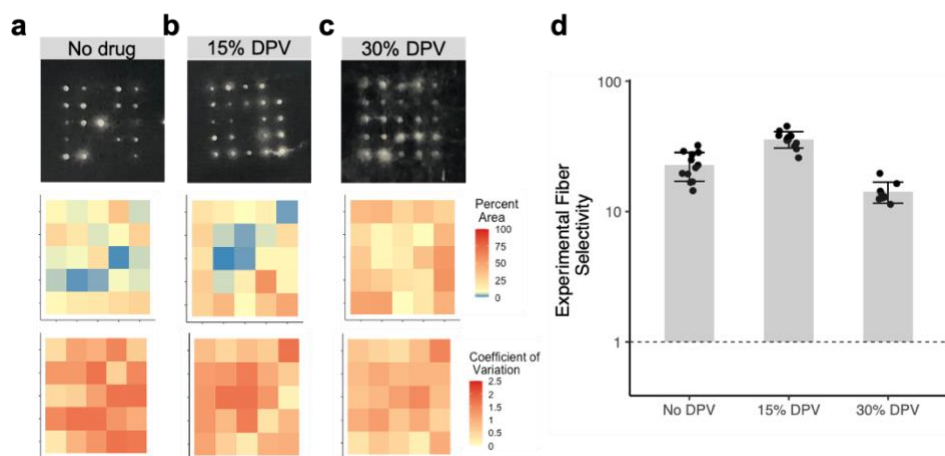 a
b
c
d
No drug
15% DPV
30% DPV
Percent
Area
100
75
50
25
0
Coefficient of
Variation
2.5
2
1.5
1
0.5
0
Experimental Fiber
Selectivity
100
10
1
No DPV
15% DPV
30% DPV